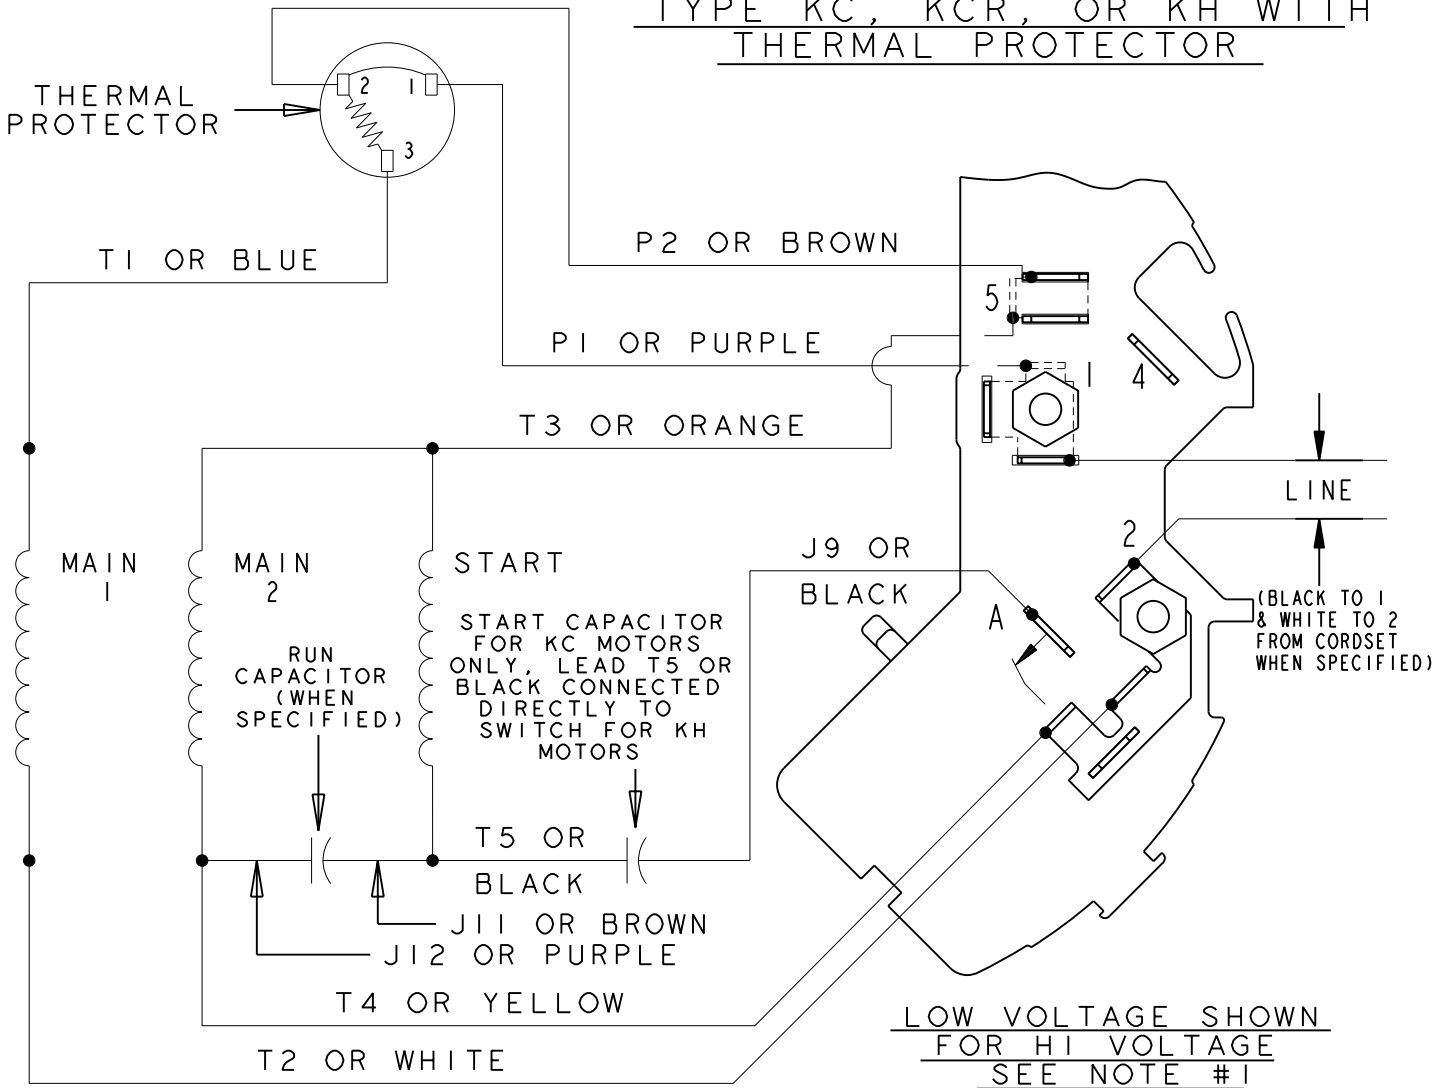 TYPE KC, KCR, OR KH WITH
THERMAL PROTECTOR
THERMAL
PROTECTOR
2
1
3
T1 OR BLUE
P2 OR BROWN
5
P1 OR PURPLE
1
4
T3 OR ORANGE
LINE
2
J9 OR
BLACK
MAIN
1
MAIN
2
START
A
(BLACK TO 1
& WHITE TO 2
FROM CORDSET
WHEN SPECIFIED)
START CAPACITOR
FOR KC MOTORS
ONLY, LEAD T5 OR
BLACK CONNECTED
DIRECTLY TO
SWITCH FOR KH
MOTORS
RUN
CAPACITOR
(WHEN
SPECIFIED)
T5 OR
BLACK
J11 OR BROWN
J12 OR PURPLE
T4 OR YELLOW
T2 OR WHITE
LOW VOLTAGE SHOWN
FOR HI VOLTAGE
SEE NOTE #1